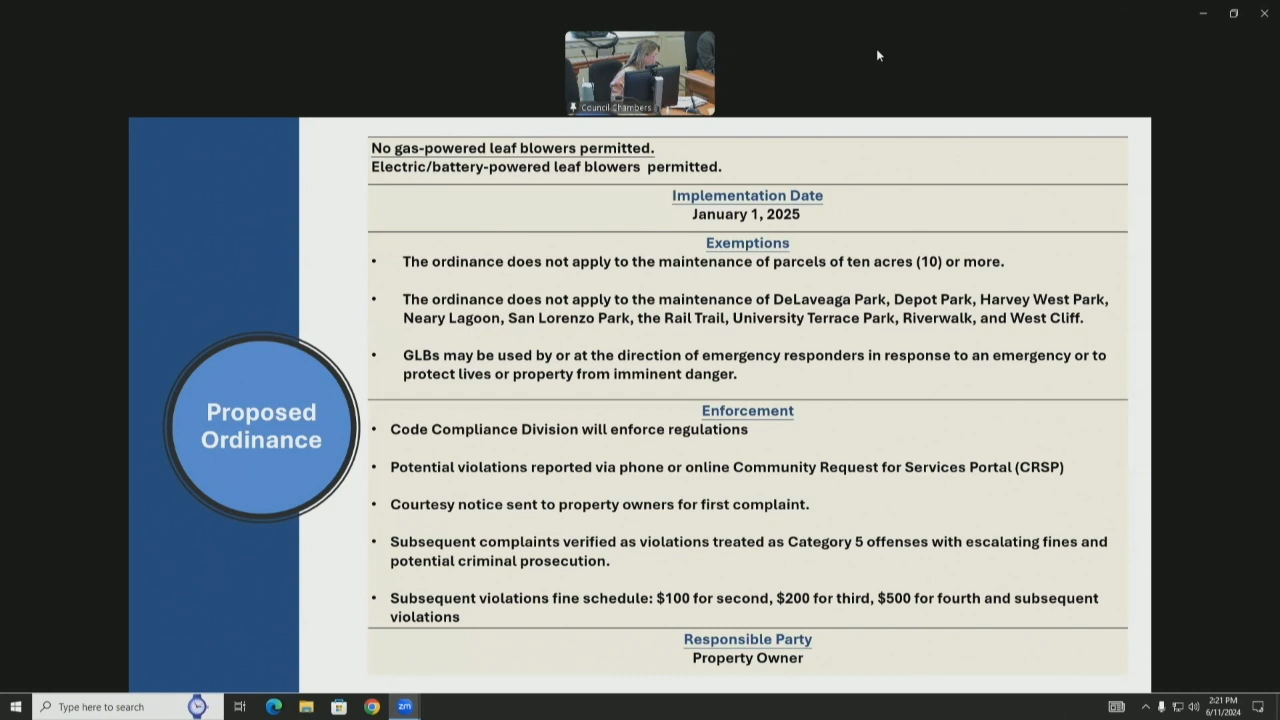 Council Chambers
No gas-powered leaf blowers permitted.
Electric/battery-powered leaf blowers permitted.
Implementation Date
January 1, 2025
Exemptions
• The ordinance does not apply to the maintenance of parcels of ten acres (10) or more.
• The ordinance does not apply to the maintenance of DeLaveaga Park, Depot Park, Harvey West Park,
Neary Lagoon, San Lorenzo Park, the Rail Trail, University Terrace Park, Riverwalk, and West Cliff.
• GLBs may be used by or at the direction of emergency responders in response to an emergency or to
protect lives or property from imminent danger.
Proposed
Ordinance
Enforcement
• Code Compliance Division will enforce regulations
• Potential violations reported via phone or online Community Request for Services Portal (CRSP)
• Courtesy notice sent to property owners for first complaint.
• Subsequent complaints verified as violations treated as Category 5 offenses with escalating fines and
potential criminal prosecution.
• Subsequent violations fine schedule: $100 for second, $200 for third, $500 for fourth and subsequent
violations
Responsible Party
Property Owner
Type here to search
zm
2:21 PM
6/11/2024